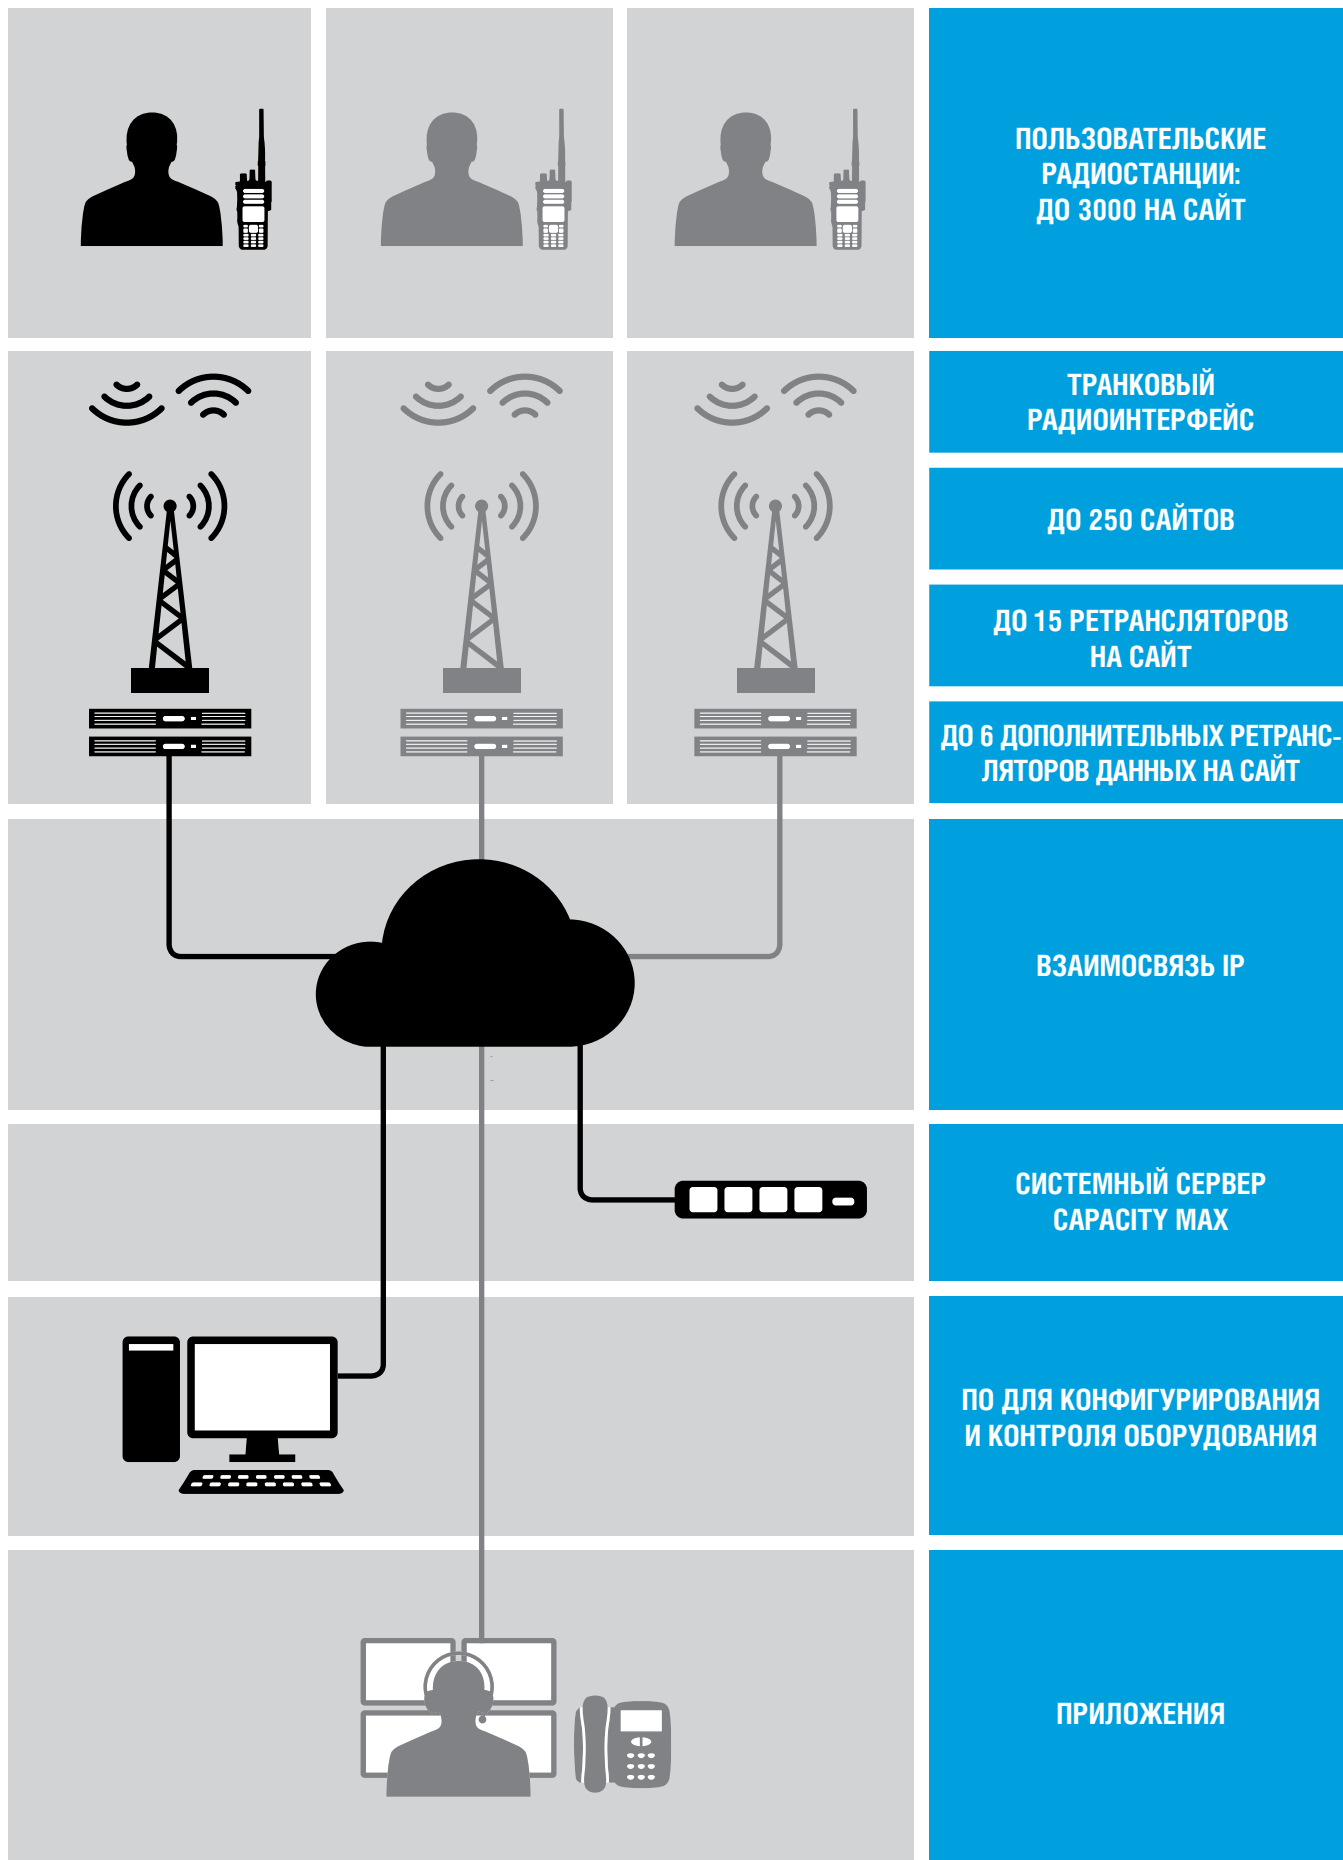 ПОЛЬЗОВАТЕЛЬСКИЕ
РАДИОСТАНЦИИ:
ДО 3000 НА САЙТ
ТРАНКОВЫЙ
РАДИОИНТЕРФЕЙС
ДО 250 САЙТОВ
ДО 15 РЕТРАНСЛЯТОРОВ
НА САЙТ
ДО 6 ДОПОЛНИТЕЛЬНЫХ РЕТРАНС-
ЛЯТОРОВ ДАННЫХ НА САЙТ
ВЗАИМОСВЯЗЬ IP
СИСТЕМНЫЙ СЕРВЕР
CAPACITY MAX
ПО ДЛЯ КОНФИГУРИРОВАНИЯ
И КОНТРОЛЯ ОБОРУДОВАНИЯ
ПРИЛОЖЕНИЯ